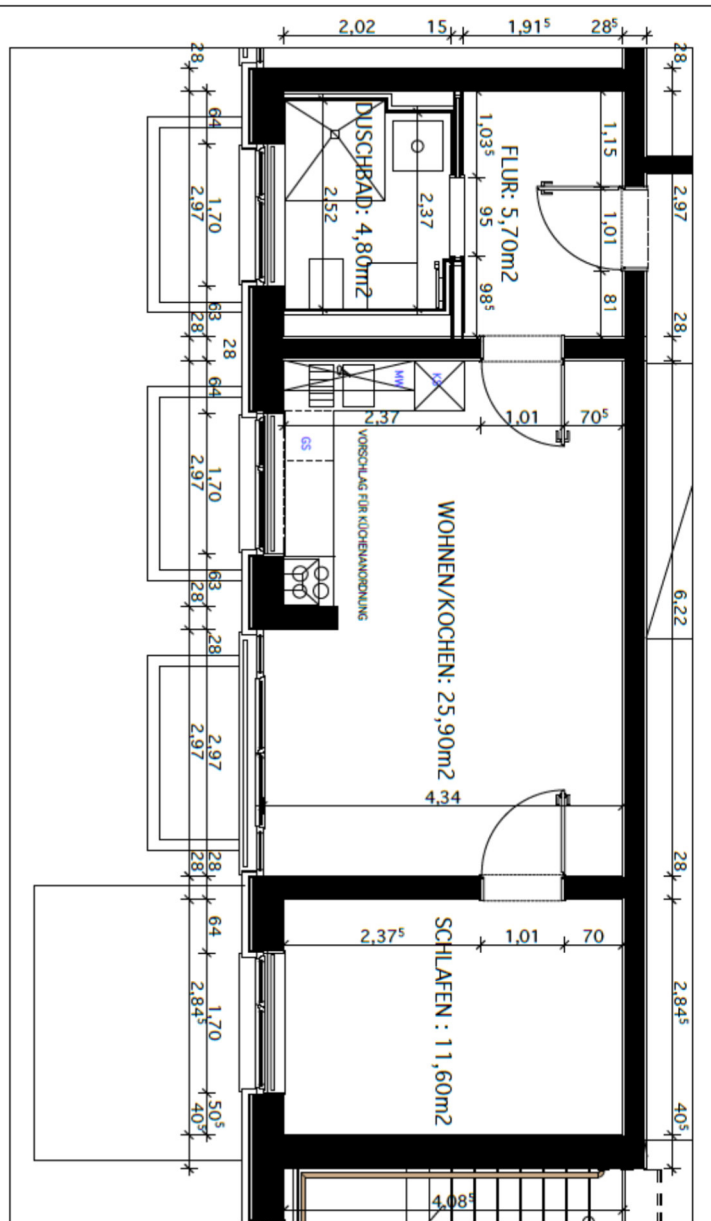 2,02 15 1,91⁵ 28⁵
28 64 2,97 1,70 63 28 28
DUSCHBAD: 4,80m2
2,52
2,37
1,03⁵
95
98⁵
FLUR: 5,70m2
1,15
1,01
81
28
2,97
28
MW
KS
2,37 1,01 70⁵
GS
VORSCHLAG FÜR KÜCHENANORDNUNG
64
2,97 1,70
63
28
WOHNEN/KOCHEN: 25,90m2
6,22
28
2,97 2,97
4,34
28 28
28
2,37⁵ 1,01 70
SCHLAFEN : 11,60m2
64
2,84⁵ 1,70
40⁵ 50⁵
2,84⁵
40⁵
4,08⁵